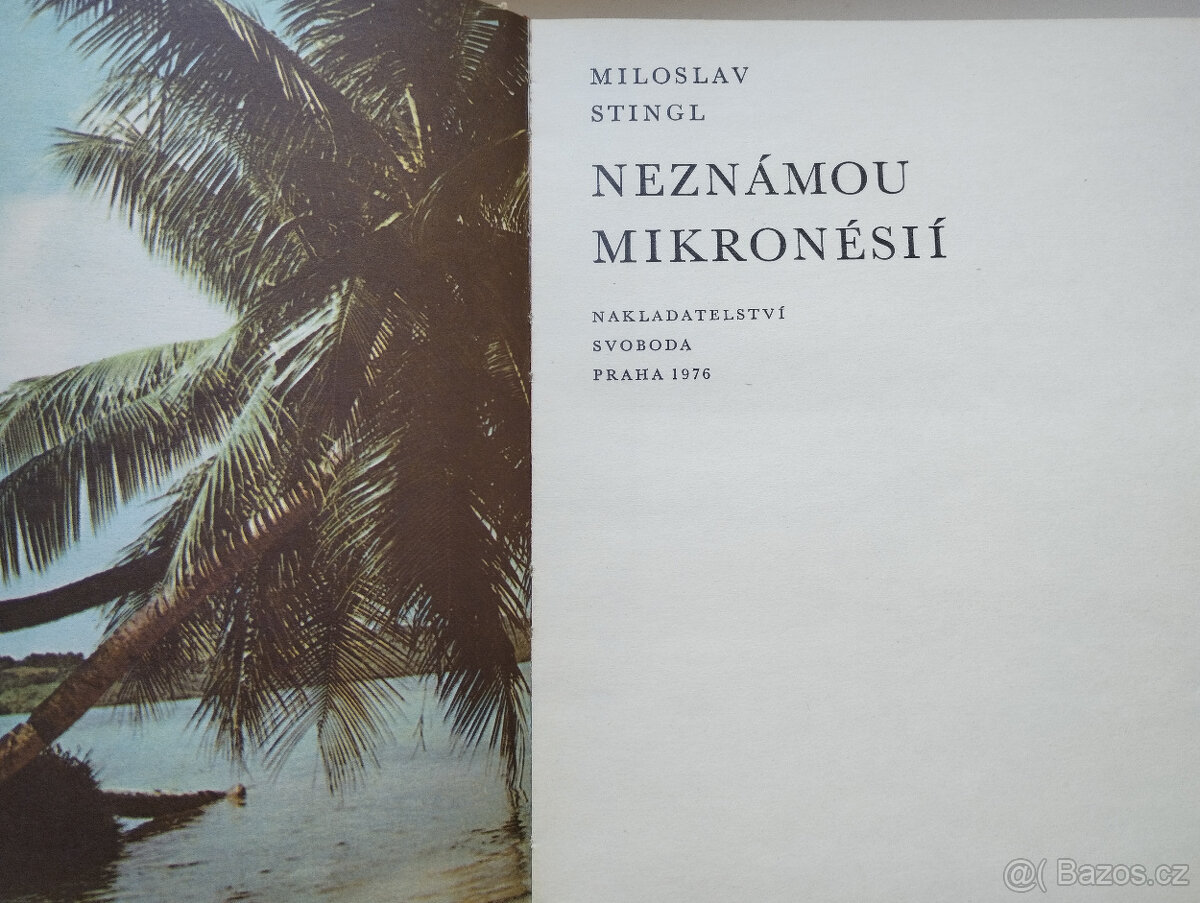 MILOSLAV
STINGL
NEZNÁMOU
MIKRONÉSIÍ
NAKLADATELSTVÍ
SVOBODA
PRAHA 1976
@( Bazos.cz